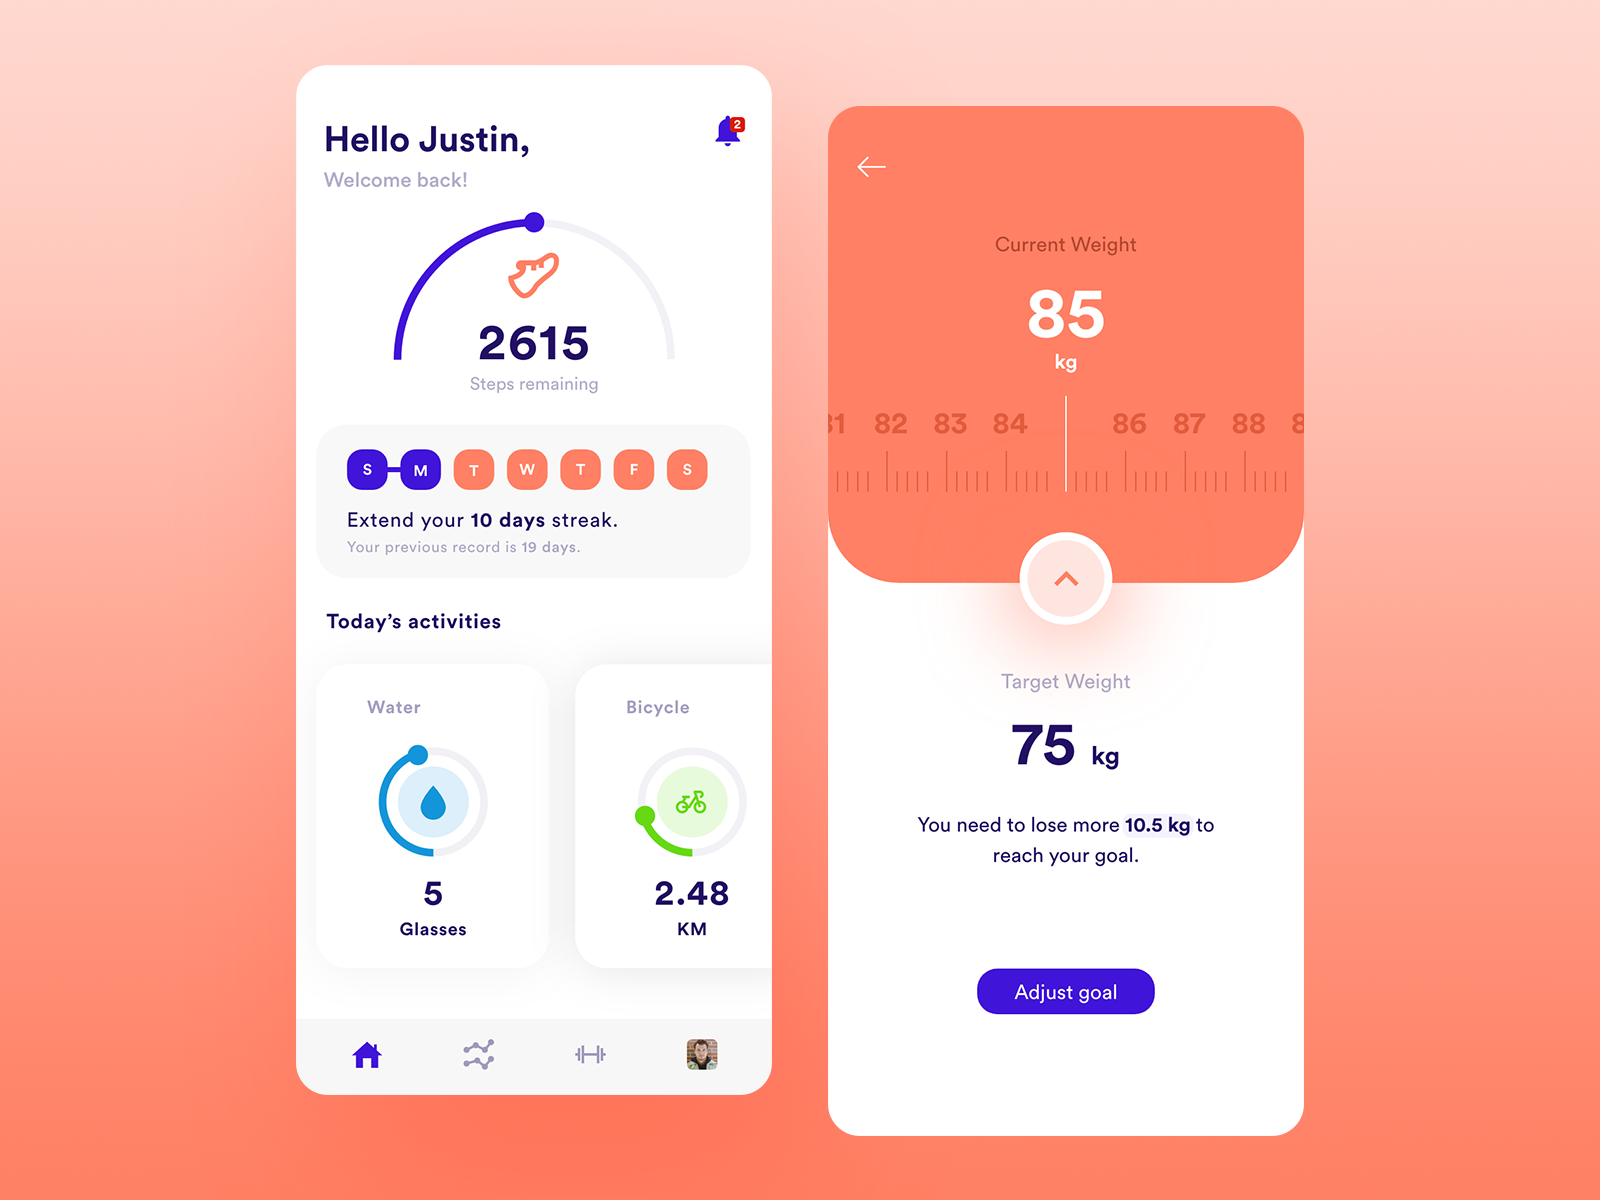 Hello Justin,
2
Welcome back!
2615
Steps remaining
S M T W T F S
Extend your 10 days streak.
Your previous record is 19 days.
Today’s activities
Water
5
Glasses
Bicycle
2.48
KM
Current Weight
85
kg
82 83 84 86 87 88
Target Weight
75 kg
You need to lose more 10.5 kg to
reach your goal.
Adjust goal